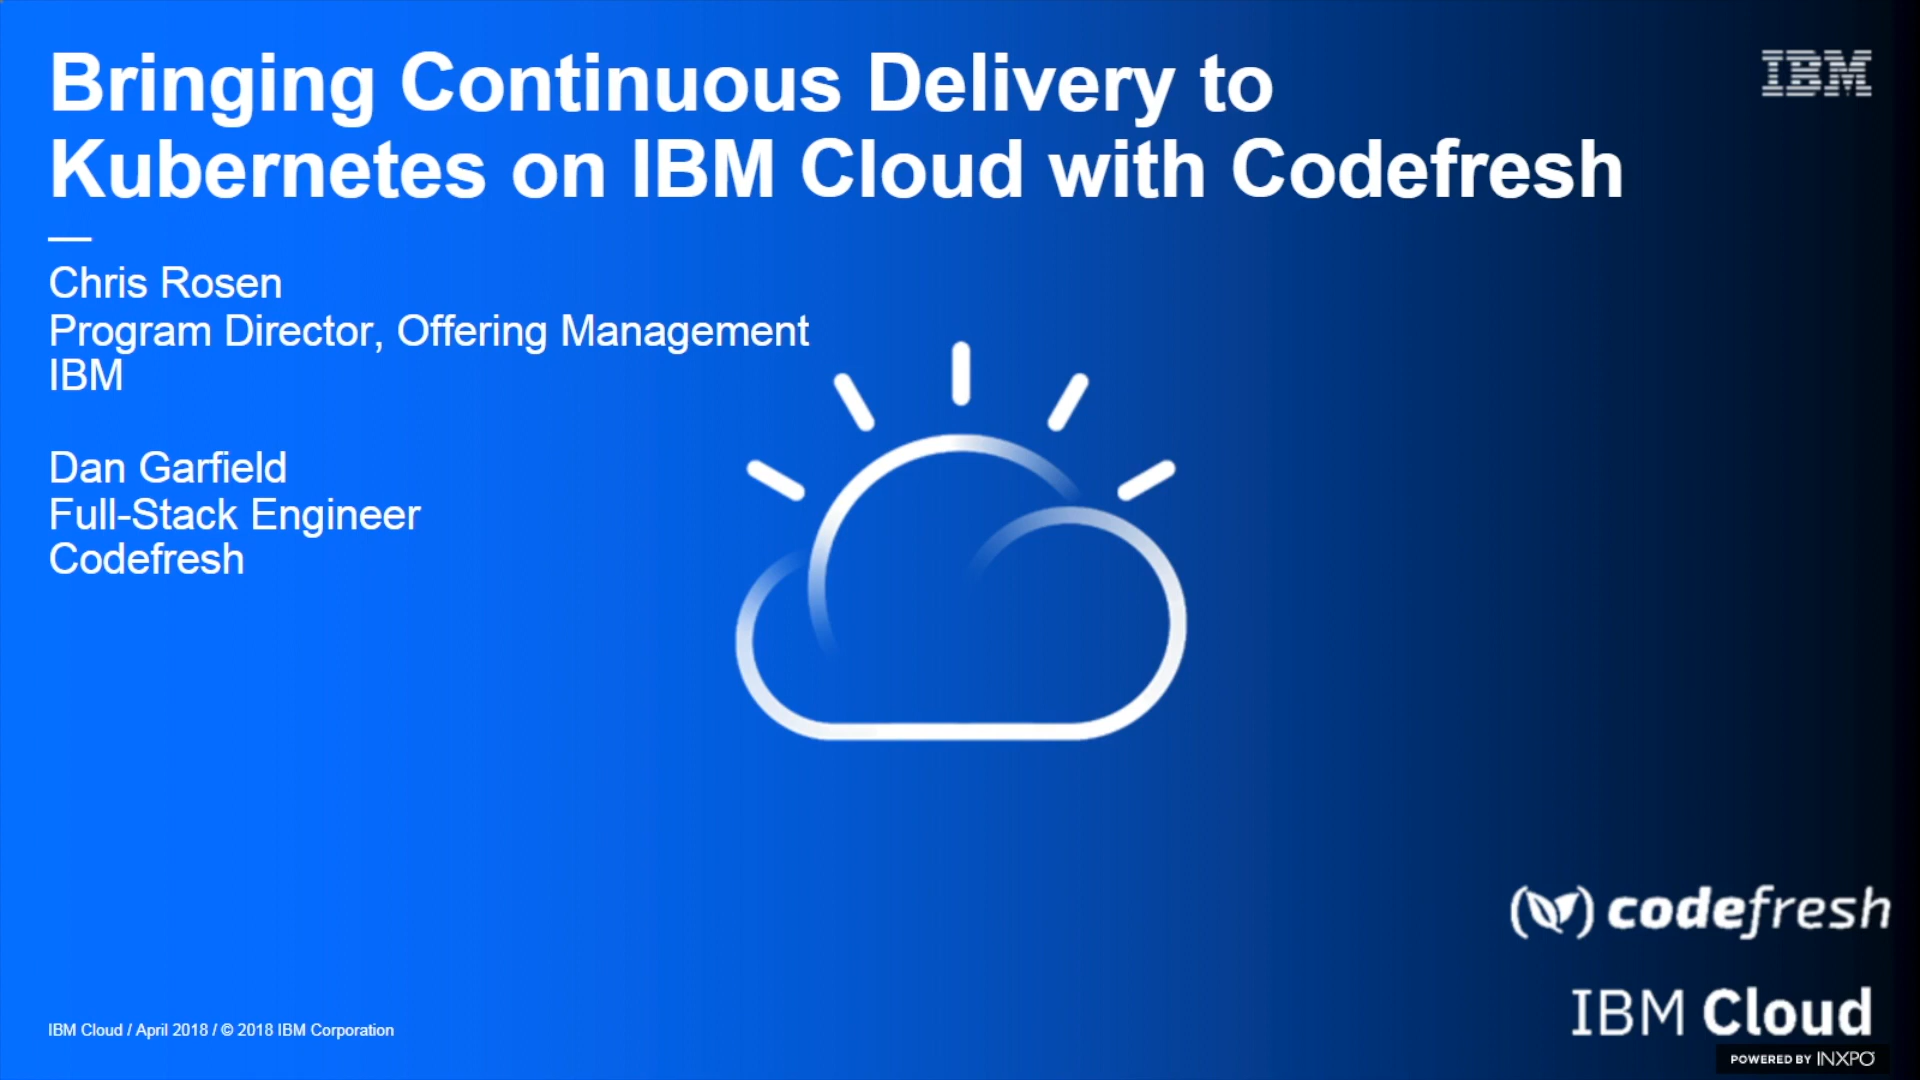 Bringing Continuous Delivery to
Kubernetes on IBM Cloud with Codefresh
IBM
Chris Rosen
Program Director, Offering Management
IBM
Dan Garfield
Full-Stack Engineer
Codefresh
codefresh
IBM Cloud
IBM Cloud / April 2018 / © 2018 IBM Corporation
POWERED BY INXPO